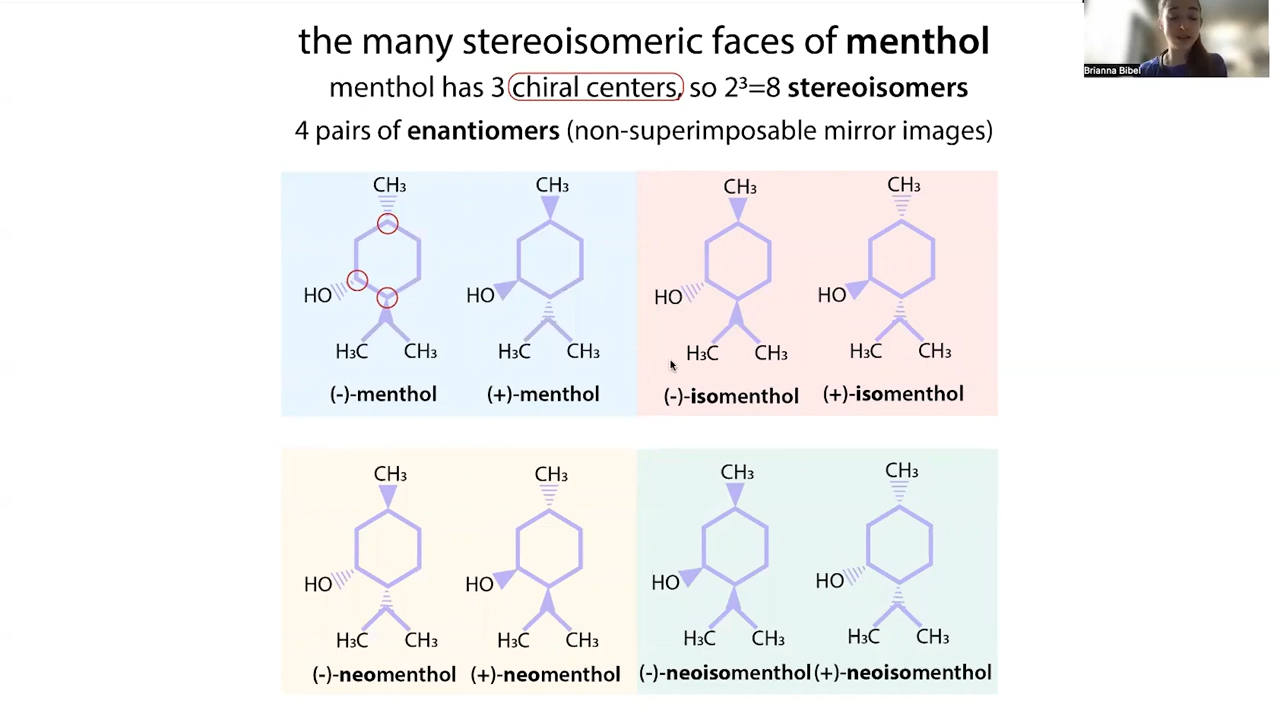 the many stereoisomeric faces of menthol
Brianna Bibel
menthol has 3 chiral centers, so 2³=8 stereoisomers
4 pairs of enantiomers (non-superimposable mirror images)
CH₃ CH₃ CH₃ CH₃
HO HO HO HO
H₃C CH₃ H₃C CH₃ H₃C CH₃ H₃C CH₃
(-)-menthol (+)-menthol (-)-isomenthol (+)-isomenthol
CH₃ CH₃ CH₃ CH₃
HO HO HO HO
H₃C CH₃ H₃C CH₃ H₃C CH₃ H₃C CH₃
(-)-neomenthol (+)-neomenthol (-)-neoisomenthol (+)-neoisomenthol